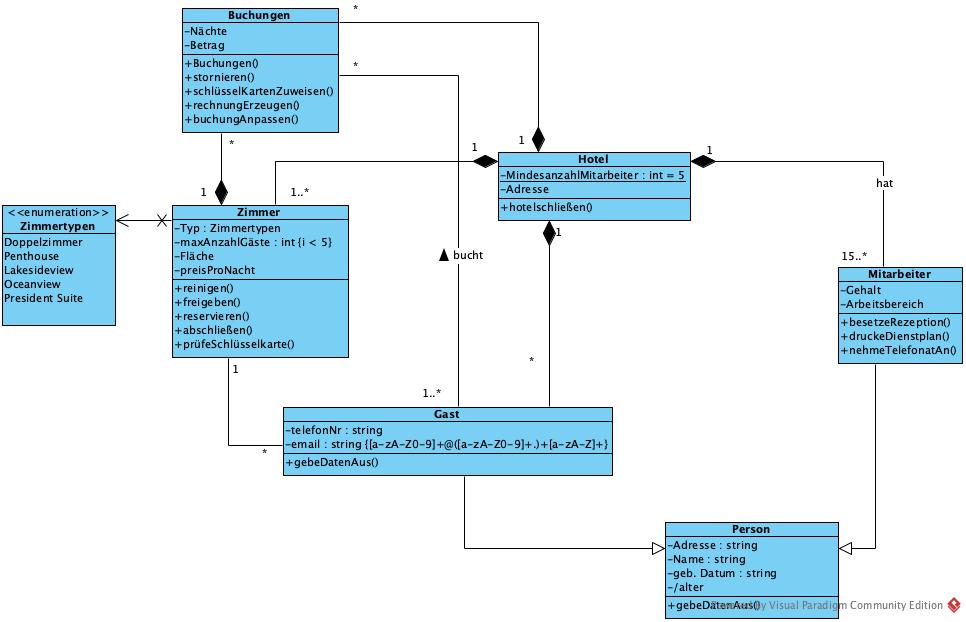 *
Buchungen
-Nächte
-Betrag
+Buchungen()
+stornieren()
+schlüsselKartenZuweisen()
+rechnungErzeugen()
+buchungAnpassen()
*
*
1
1
1
Hotel
-MindesanzahlMitarbeiter : int = 5
-Adresse
+hotelschließen()
1
hat
15..*
1
1..*
<<enumeration>>
Zimmertypen
Doppelzimmer
Penthouse
Lakesideview
Oceanview
President Suite
Zimmer
-Typ : Zimmertypen
-maxAnzahlGäste : int {i < 5}
-Fläche
-preisProNacht
+reinigen()
+freigeben()
+reservieren()
+abschließen()
+prüfeSchlüsselkarte()
bucht
Mitarbeiter
-Gehalt
-Arbeitsbereich
+besetzeRezeption()
+druckeDienstplan()
+nehmeTelefonatAn()
1
*
1..*
*
Gast
-telefonNr : string
-email : string {[a-zA-Z0-9]+@([a-zA-Z0-9]+.)+[a-zA-Z]+}
+gebeDatenAus()
Person
-Adresse : string
-Name : string
-geb. Datum : string
-/alter
+gebeDatenAus()
Powered By Visual Paradigm Community Edition